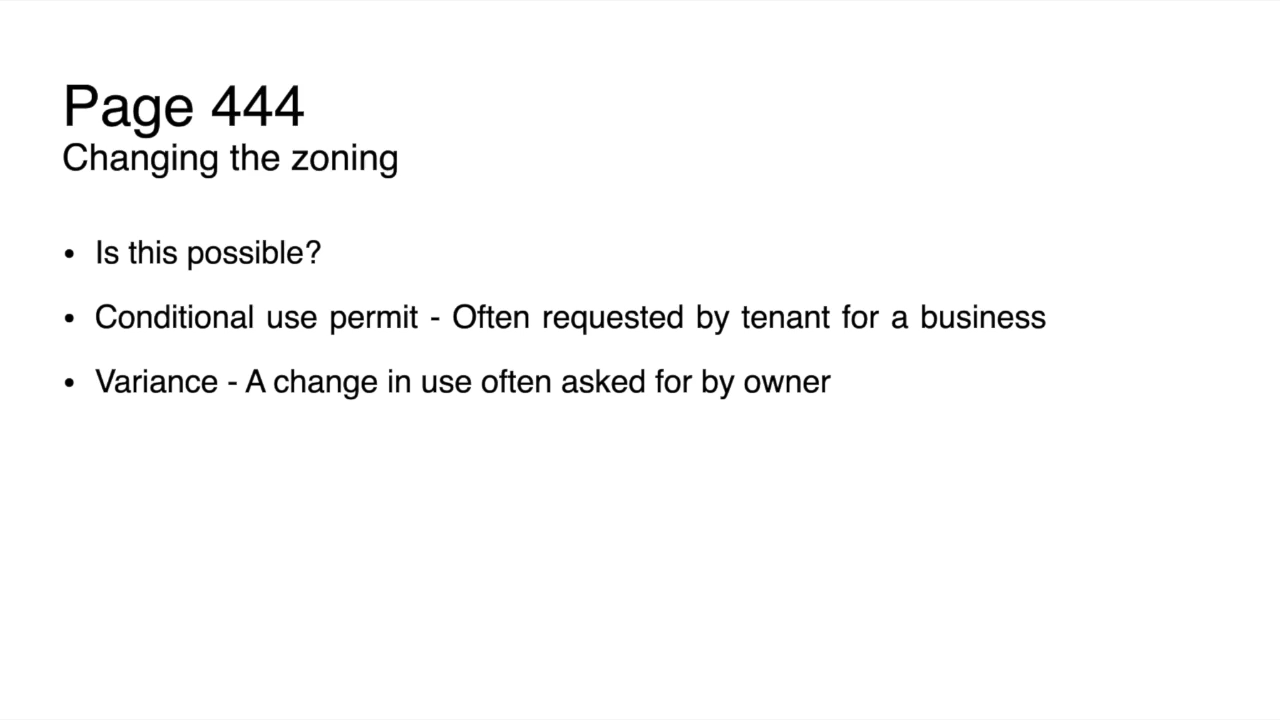 Page 444
Changing the zoning
• Is this possible?
• Conditional use permit - Often requested by tenant for a business
• Variance - A change in use often asked for by owner